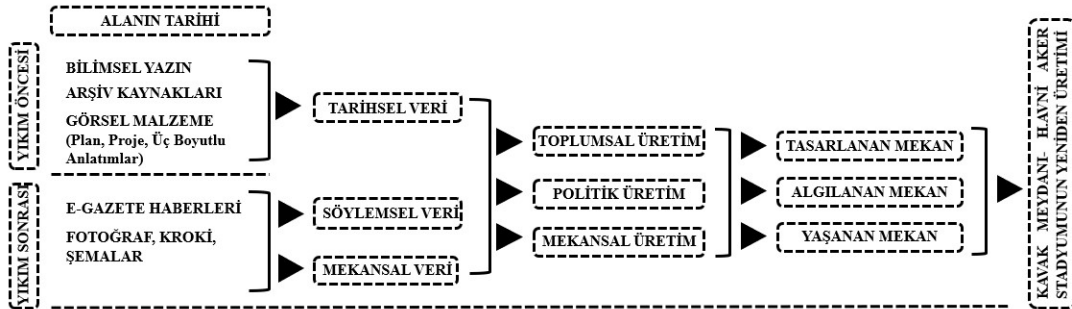 ALANIN TARİHİ
YIKIM ÖNCESİ
BİLİMSEL YAZIN
ARŞİV KAYNAKLARI
GÖRSEL MALZEME
(Plan, Proje, Üç Boyutlu
Anlatımlar)
YIKIM SONRASI
E-GAZETE HABERLERİ
FOTOĞRAF, KROKİ,
ŞEMALAR
TARİHSEL VERİ
SÖYLEMSEL VERİ
MEKANSAL VERİ
TOPLUMSAL ÜRETİM
POLİTİK ÜRETİM
MEKANSAL ÜRETİM
TASARLANAN MEKAN
ALGILANAN MEKAN
YAŞANAN MEKAN
KAVAK MEYDANI- HAVNİ AKER
STADYUMUNUN YENİDEN ÜRETİMİ